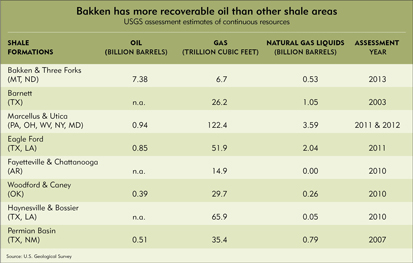 Bakken has more recoverable oil than other shale areas
USGS assessment estimates of continuous resources
SHALE FORMATIONS OIL (BILLION BARRELS) GAS (TRILLION CUBIC FEET) NATURAL GAS LIQUIDS (BILLION BARRELS) ASSESSMENT YEAR
Bakken & Three Forks (MT, ND) 7.38 6.7 0.53 2013
Barnett (TX) n.a. 26.2 1.05 2003
Marcellus & Utica (PA, OH, WV, NY, MD) 0.94 122.4 3.59 2011 & 2012
Eagle Ford (TX, LA) 0.85 51.9 2.04 2011
Fayetteville & Chattanooga (AR) n.a. 14.9 0.00 2010
Woodford & Caney (OK) 0.39 29.7 0.26 2010
Haynesville & Bossier (TX, LA) n.a. 65.9 0.05 2010
Permian Basin (TX, NM) 0.51 35.4 0.79 2007
Source: U.S. Geological Survey